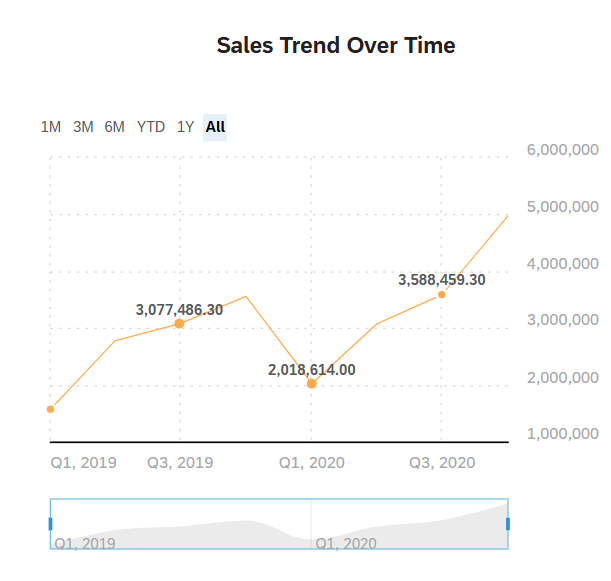 Sales Trend Over Time
1M 3M 6M YTD 1Y All
6,000,000
5,000,000
4,000,000
3,588,459.30
3,077,486.30
3,000,000
2,018,614.00
2,000,000
1,000,000
Q1, 2019 Q3, 2019 Q1, 2020 Q3, 2020
Q1, 2019 Q1, 2020